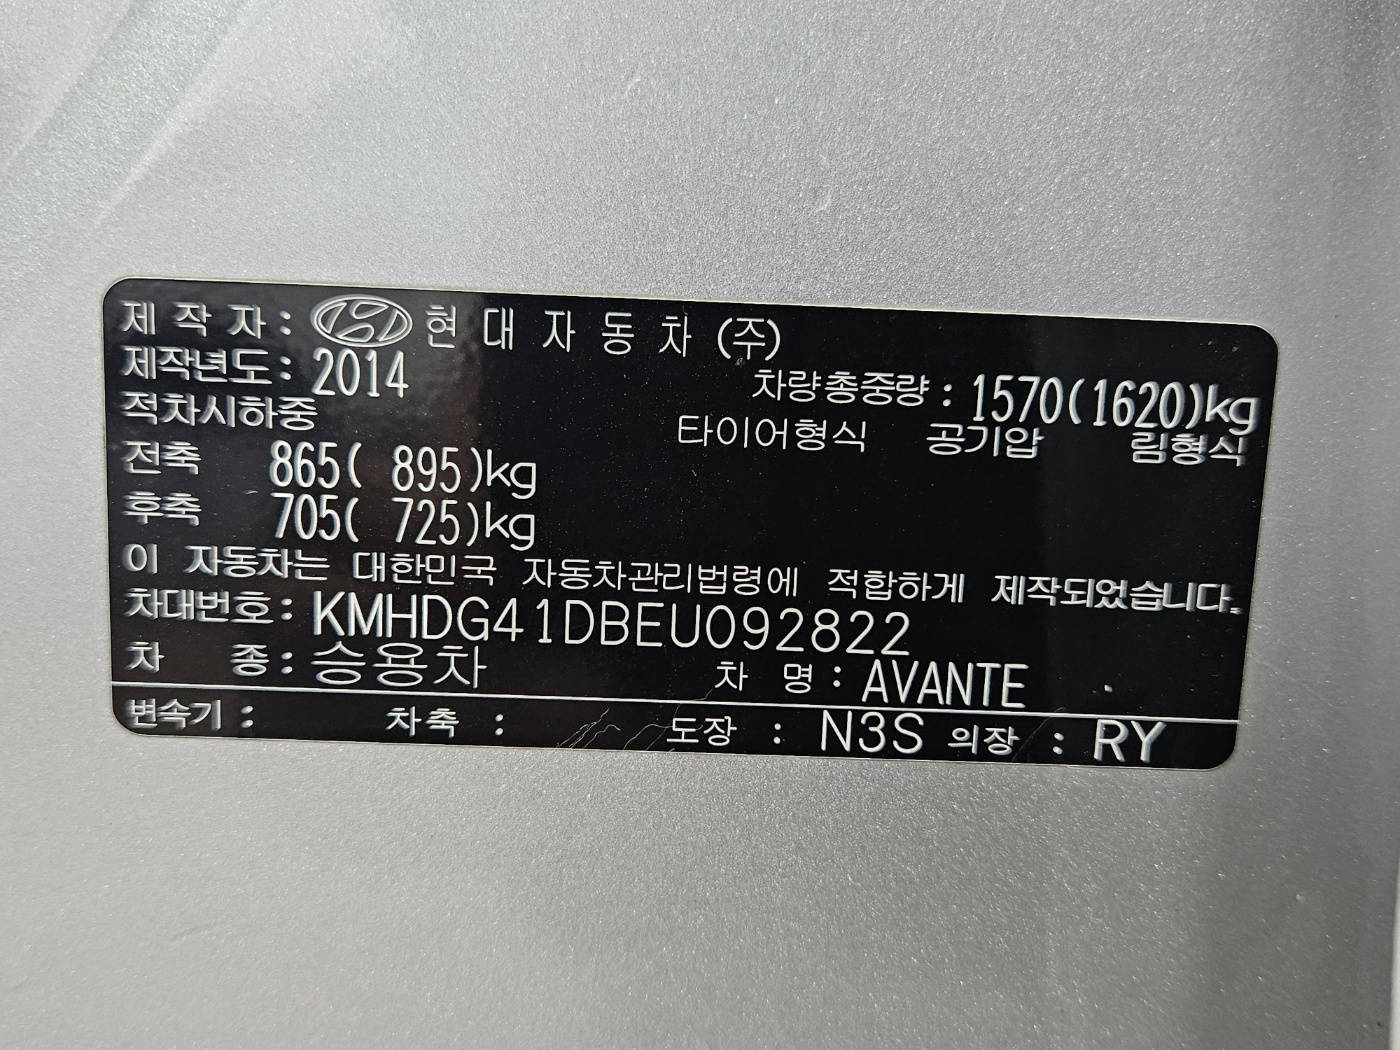 제 작 자 : 현 대 자 동 차 (주)
제작년도 : 2014 차량총중량 : 1570(1620)kg
적차시하중 타이어형식 공기압 림형식
전축 865( 895)kg
후축 705( 725)kg
이 자동차는 대한민국 자동차관리법령에 적합하게 제작되었습니다.
차대번호 : KMHDG41DBEU092822
차 종 : 승용차 차 명 : AVANTE
변속기 : 차축 : 도장 : N3S 의장 : RY